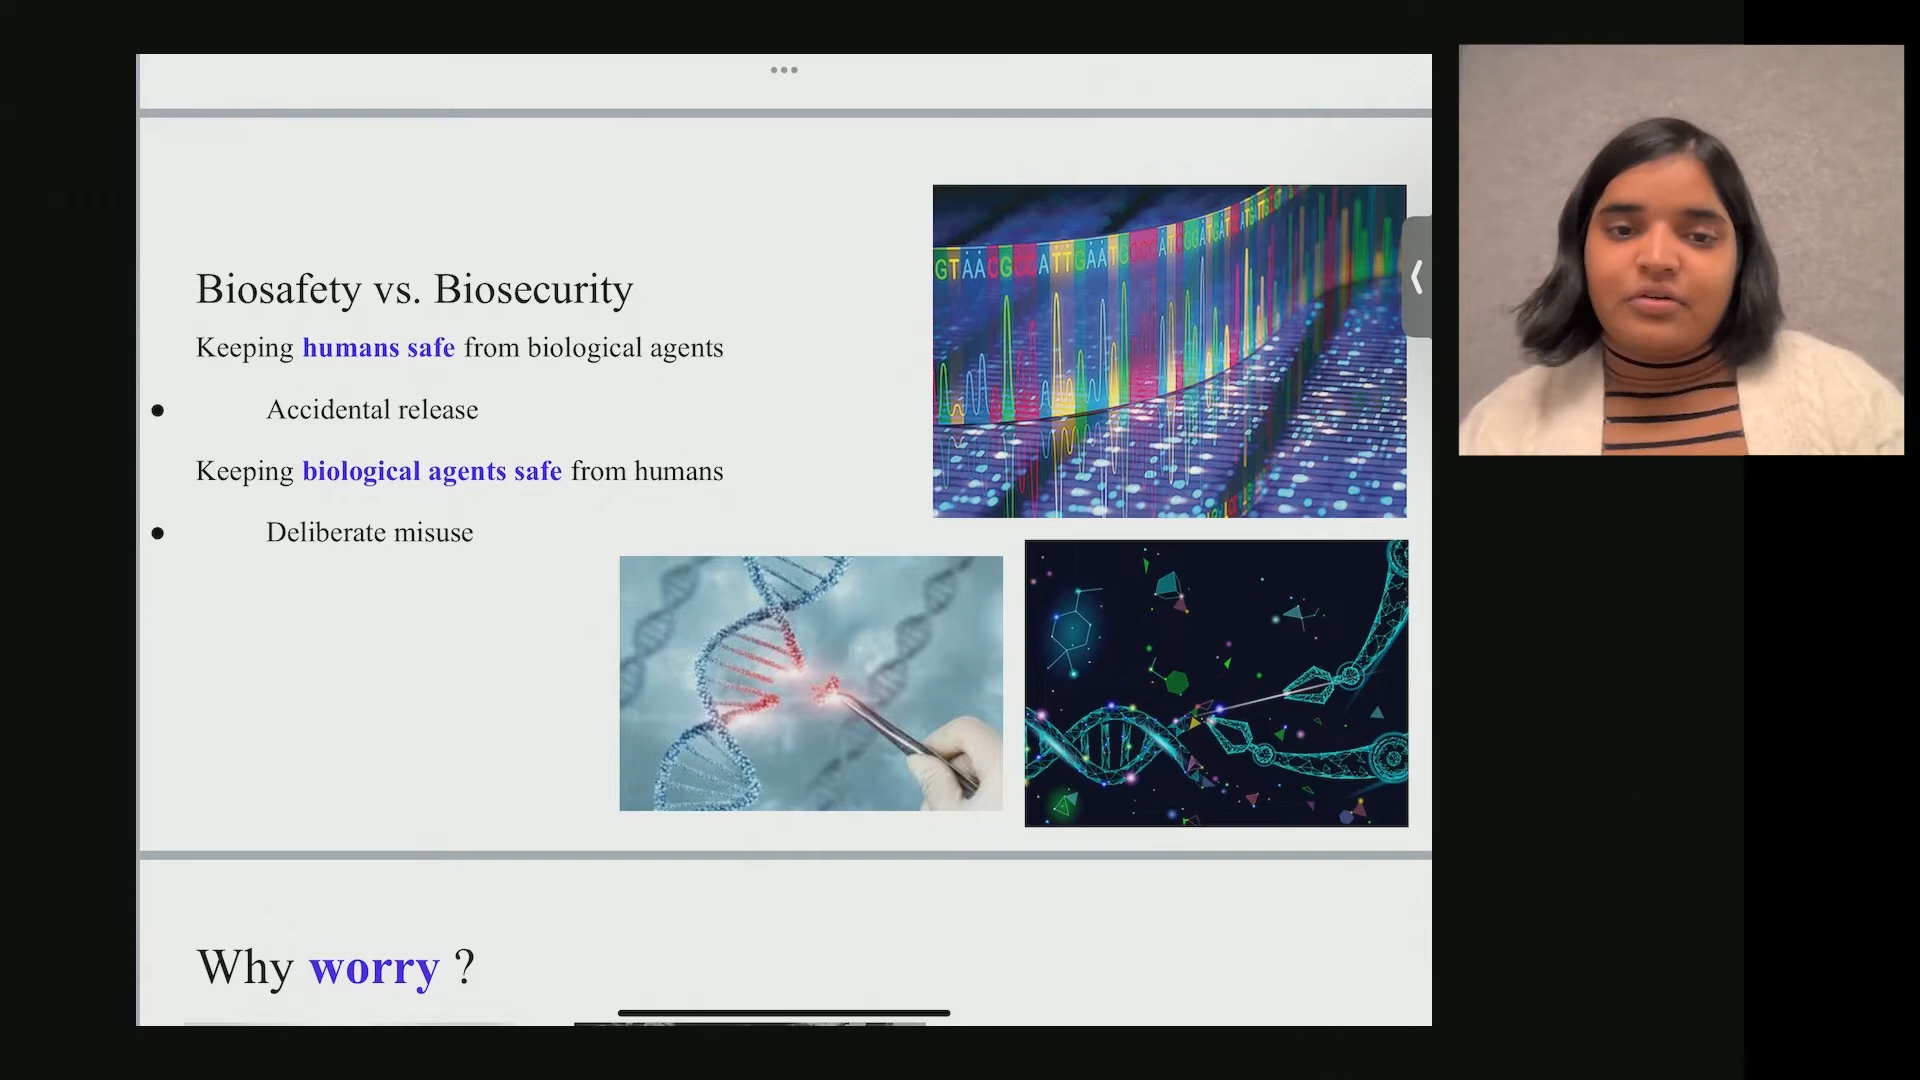 Biosafety vs. Biosecurity
Keeping humans safe from biological agents
● Accidental release
Keeping biological agents safe from humans
● Deliberate misuse
GTAACGCCATTGAATGCCCATCCGATGATCATGATT
Why worry ?